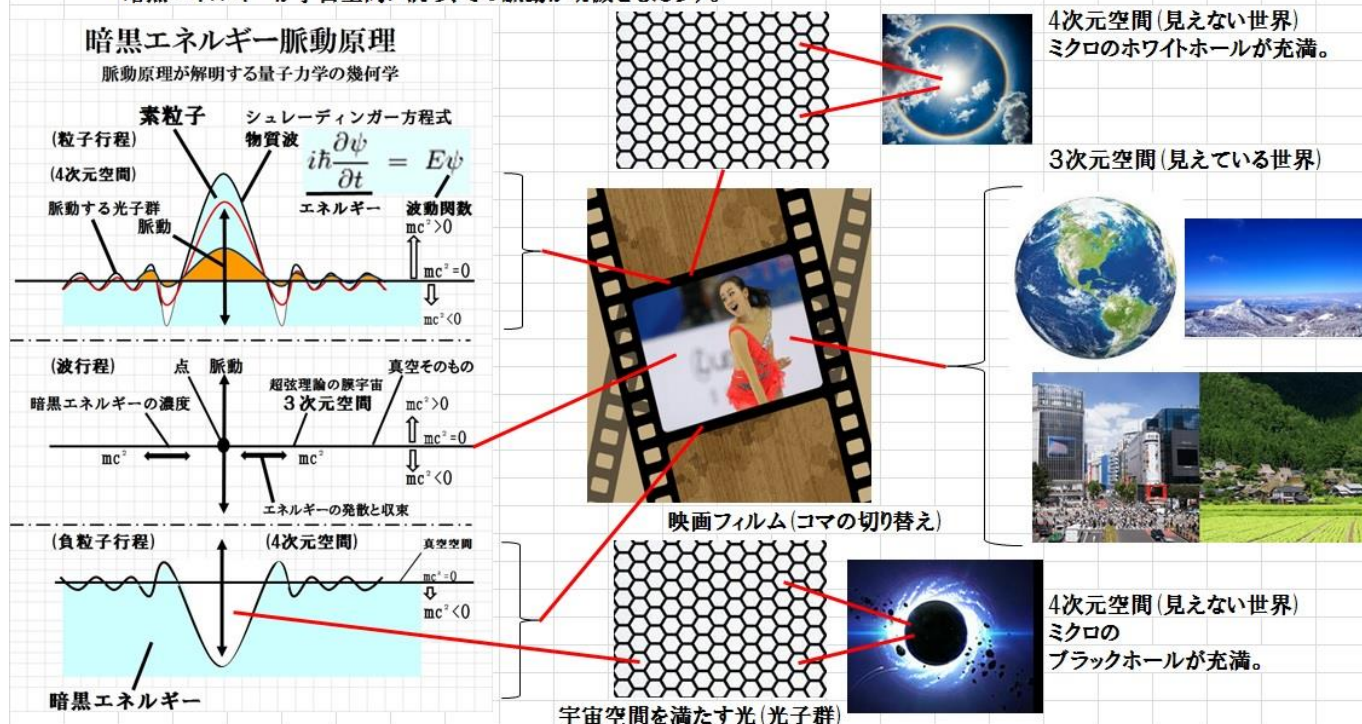 暗黒エネルギー脈動原理
脈動原理が解明する量子力学の幾何学
素粒子
シュレーディンガー方程式
(粒子行程)
物質波
iħ ∂ψ/∂t = Eψ
(4次元空間)
エネルギー
波動関数
脈動する光子群
脈動
mc²>0
mc²=0
mc²<0
(波行程)
点
脈動
真空そのもの
超弦理論の膜宇宙
暗黒エネルギーの濃度
3次元空間
mc²>0
mc²=0
mc²
mc²
mc²<0
エネルギーの発散と収束
(負粒子行程)
(4次元空間)
真空空間
mc²=0
mc²<0
暗黒エネルギー
映画フィルム(コマの切り替え)
宇宙空間を満たす光(光子群)
4次元空間(見えない世界)
ミクロのホワイトホールが充満。
3次元空間(見えている世界)
4次元空間(見えない世界)
ミクロの
ブラックホールが充満。